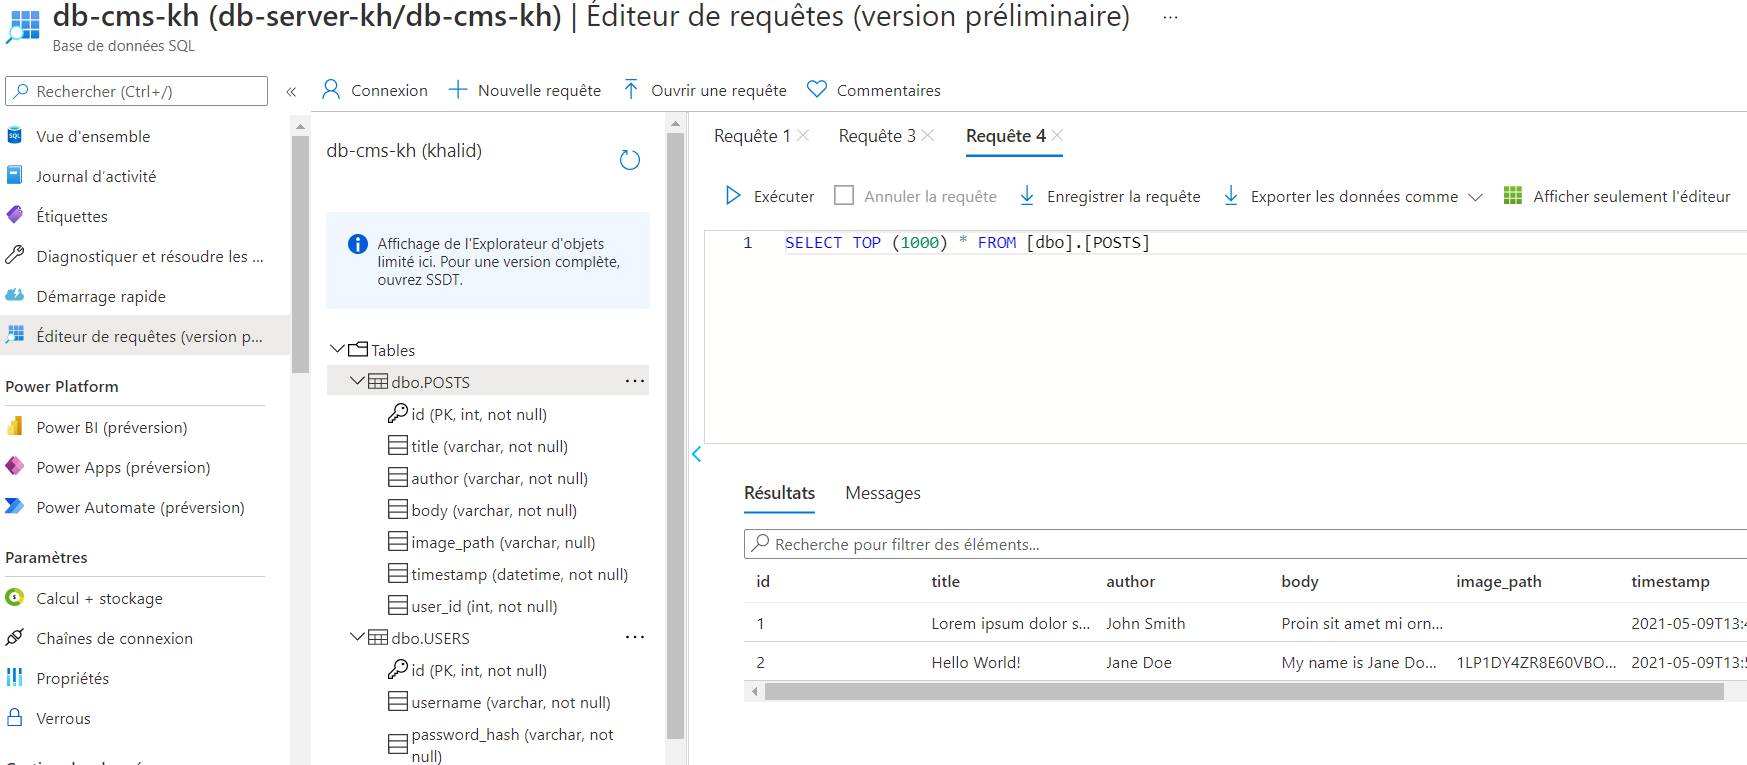 db-cms-kh (db-server-kh/db-cms-kh) | Éditeur de requêtes (version préliminaire) ...
Base de données SQL
Rechercher (Ctrl+/)
«
Vue d'ensemble
Journal d'activité
Étiquettes
Diagnostiquer et résoudre les ...
Démarrage rapide
Éditeur de requêtes (version p...
Power Platform
Power BI (préversion)
Power Apps (préversion)
Power Automate (préversion)
Paramètres
Calcul + stockage
Chaînes de connexion
Propriétés
Verrous
Connexion
Nouvelle requête
Ouvrir une requête
Commentaires
db-cms-kh (khalid)
Affichage de l'Explorateur d'objets
limité ici. Pour une version complète,
ouvrez SSDT.
Tables
dbo.POSTS ...
id (PK, int, not null)
title (varchar, not null)
author (varchar, not null)
body (varchar, not null)
image_path (varchar, null)
timestamp (datetime, not null)
user_id (int, not null)
dbo.USERS ...
id (PK, int, not null)
username (varchar, not null)
password_hash (varchar, not
null)
Requête 1
Requête 3
Requête 4
Exécuter
Annuler la requête
Enregistrer la requête
Exporter les données comme
Afficher seulement l'éditeur
1 SELECT TOP (1000) * FROM [dbo].[POSTS]
Résultats
Messages
Recherche pour filtrer des éléments...
id title author body image_path timestamp
1 Lorem ipsum dolor s... John Smith Proin sit amet mi orn... 2021-05-09T13:4
2 Hello World! Jane Doe My name is Jane Do... 1LP1DY4ZR8E60VBO... 2021-05-09T13:5